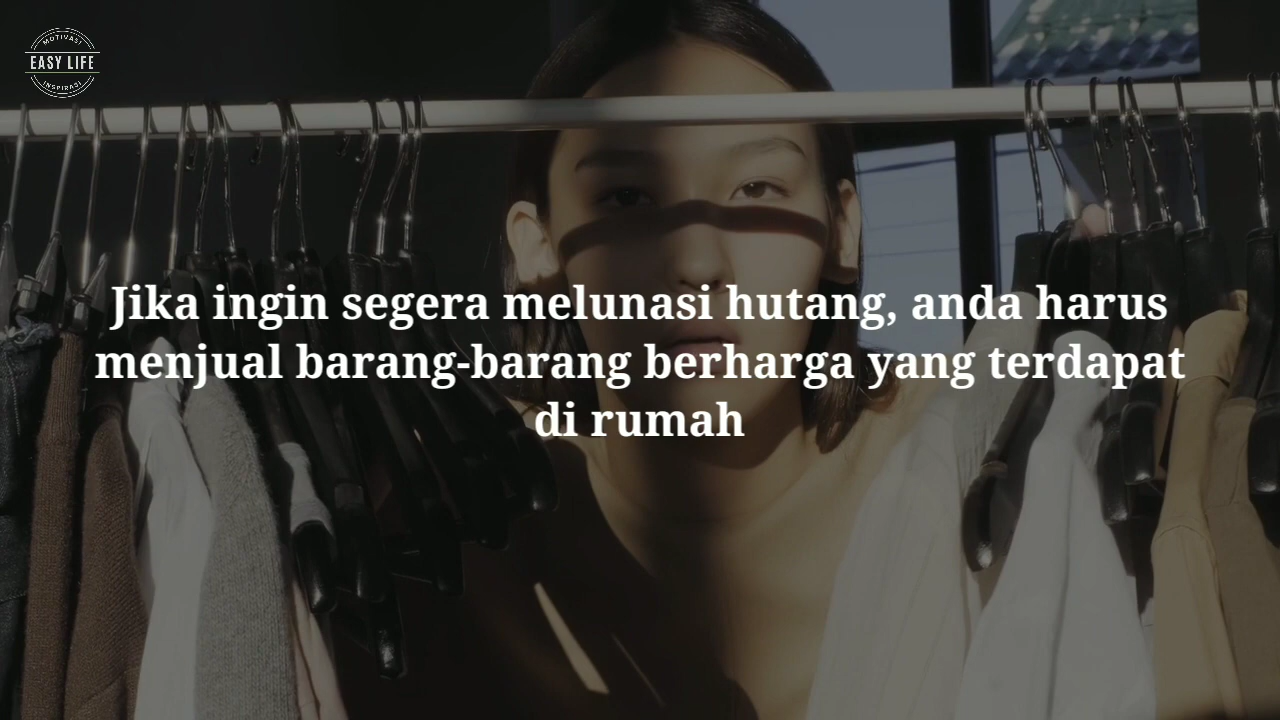 MOTIVASI
EASY LIFE
INSPIRASI
Jika ingin segera melunasi hutang, anda harus
menjual barang-barang berharga yang terdapat
di rumah